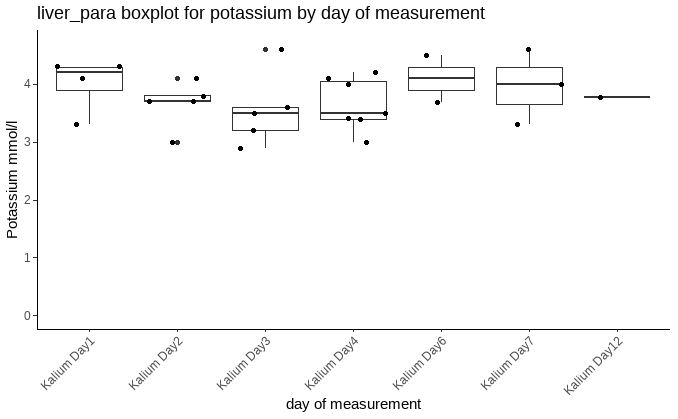 liver_para boxplot for potassium by day of measurement
Potassium mmol/l
4
3
2
1
0
Kalium Day1
Kalium Day2
Kalium Day3
Kalium Day4
Kalium Day6
Kalium Day7
Kalium Day12
day of measurement